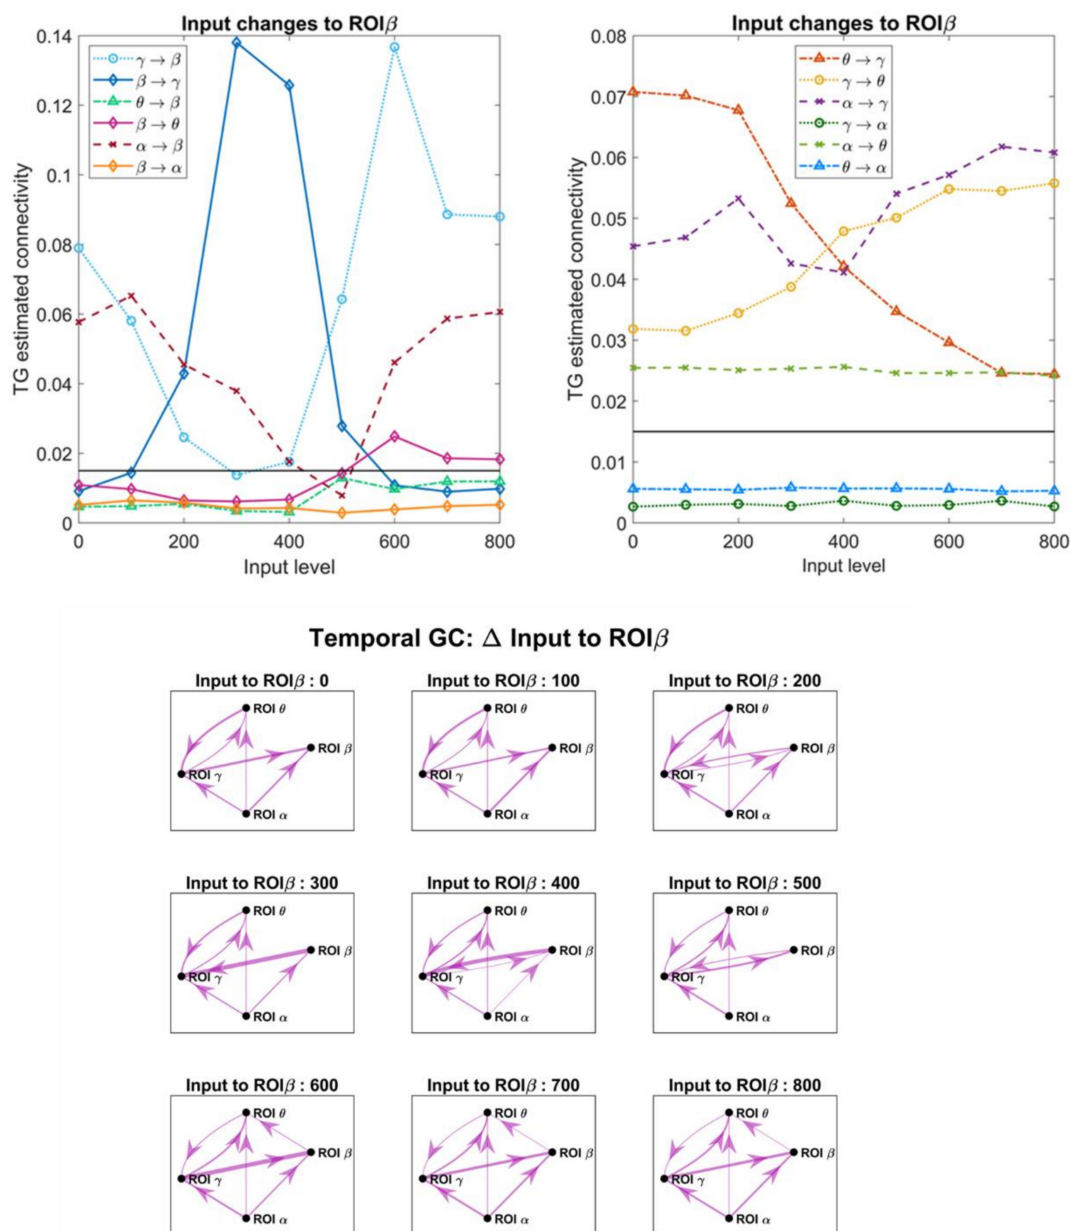 Input changes to ROIβ
0.14
0.12
0.1
0.08
0.06
0.04
0.02
0
TG estimated connectivity
γ → β
β → γ
θ → β
β → θ
α → β
β → α
0 200 400 600 800
Input level
Input changes to ROIβ
0.08
0.07
0.06
0.05
0.04
0.03
0.02
0.01
0
TG estimateed connectivity
θ → γ
γ → θ
α → γ
γ → α
α → θ
θ → α
0 200 400 600 800
Input level
Temporal GC: Δ Input to ROIβ
Input to ROIβ : 0
ROI θ
ROI β
ROI γ
ROI α
Input to ROIβ : 100
ROI θ
ROI β
ROI γ
ROI α
Input to ROIβ : 200
ROI θ
ROI β
ROI γ
ROI α
Input to ROIβ : 300
ROI θ
ROI β
ROI γ
ROI α
Input to ROIβ : 400
ROI θ
ROI β
ROI γ
ROI α
Input to ROIβ : 500
ROI θ
ROI β
ROI γ
ROI α
Input to ROIβ : 600
ROI θ
ROI β
ROI γ
ROI α
Input to ROIβ : 700
ROI θ
ROI β
ROI γ
ROI α
Input to ROIβ : 800
ROI θ
ROI β
ROI γ
ROI α